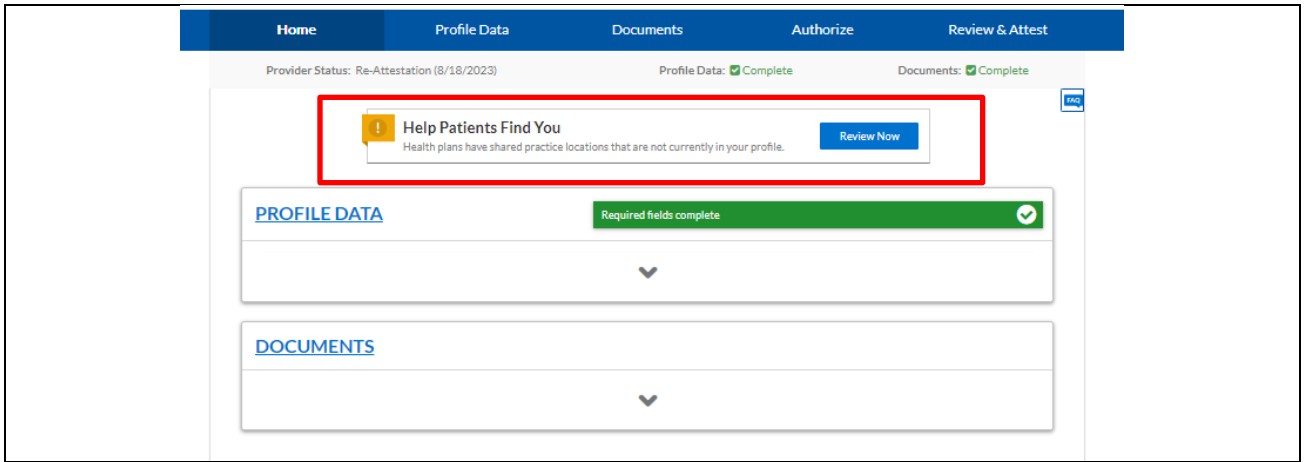 Home Profile Data Documents Authorize Review & Attest
Provider Status: Re-Attestation (8/18/2023) Profile Data: Complete Documents: Complete
FAQ
Help Patients Find You
Health plans have shared practice locations that are not currently in your profile.
Review Now
PROFILE DATA
Required fields complete
DOCUMENTS